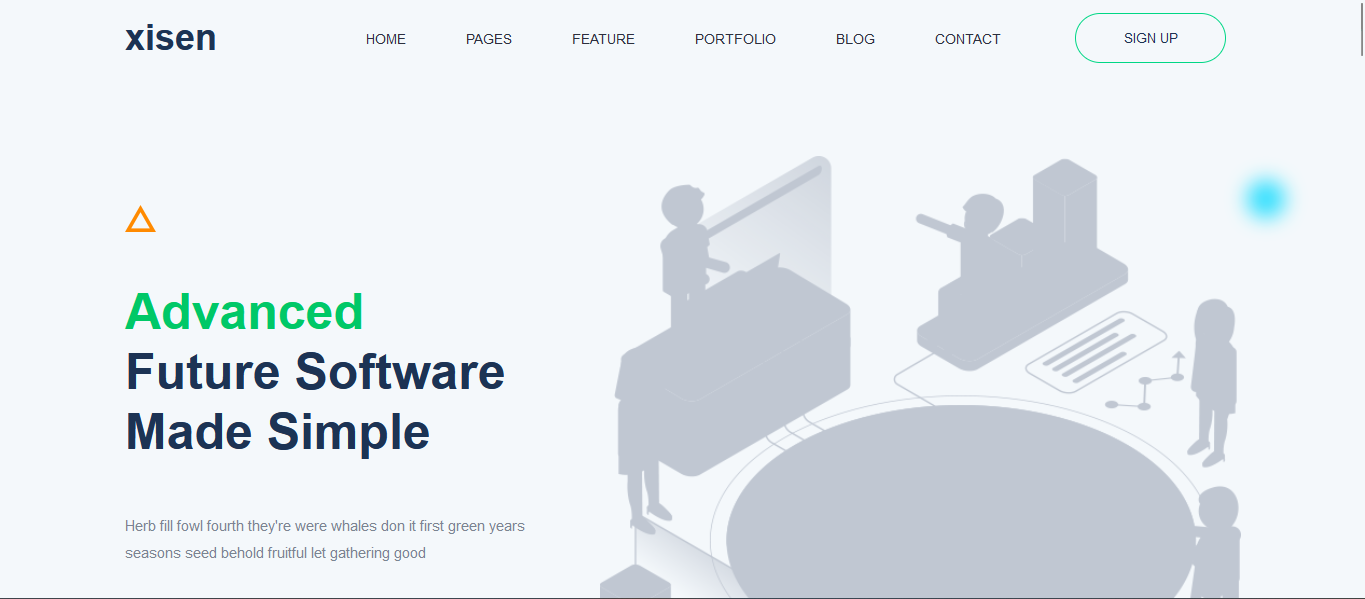 xisen
HOME PAGES FEATURE PORTFOLIO BLOG CONTACT SIGN UP
Advanced
Future Software
Made Simple
Herb fill fowl fourth they're were whales don it first green years
seasons seed behold fruitful let gathering good